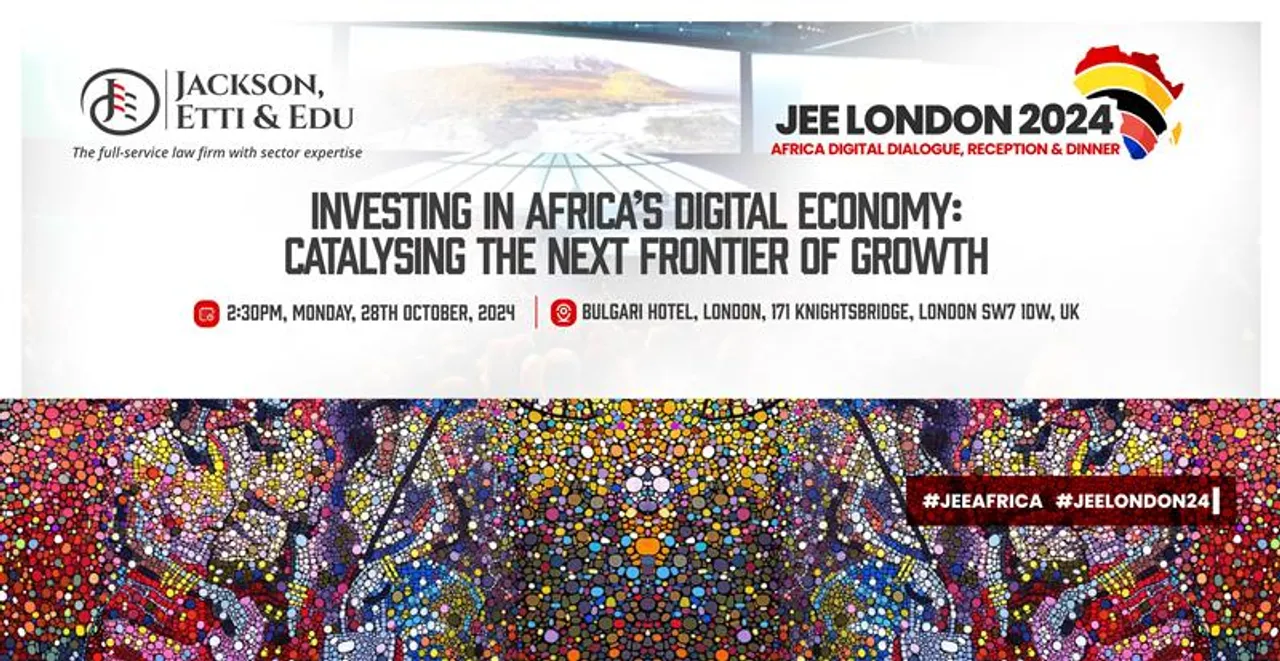 JACKSON,
ETTI & EDU
The full-service law firm with sector expertise
JEE LONDON 2024
AFRICA DIGITAL DIALOGUE, RECEPTION & DINNER
INVESTING IN AFRICA'S DIGITAL ECONOMY:
CATALYSING THE NEXT FRONTIER OF GROWTH
2:30PM, MONDAY, 28TH OCTOBER, 2024
BULGARI HOTEL, LONDON, 171 KNIGHTSBRIDGE, LONDON SW7 1DW, UK
#JEEAFRICA #JEELONDON24